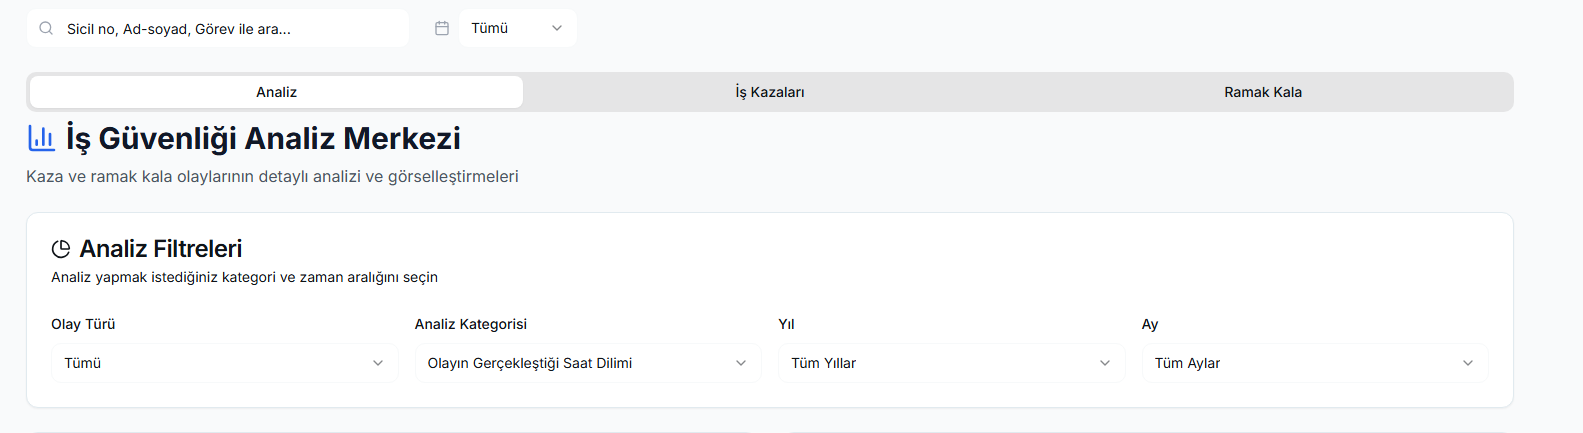 Sicil no, Ad-soyad, Görev ile ara...
Tümü
Analiz
İş Kazaları
Ramak Kala
İş Güvenliği Analiz Merkezi
Kaza ve ramak kala olaylarının detaylı analizi ve görselleştirmeleri
Analiz Filtreleri
Analiz yapmak istediğiniz kategori ve zaman aralığını seçin
Olay Türü
Tümü
Analiz Kategorisi
Olayın Gerçekleştiği Saat Dilimi
Yıl
Tüm Yıllar
Ay
Tüm Aylar